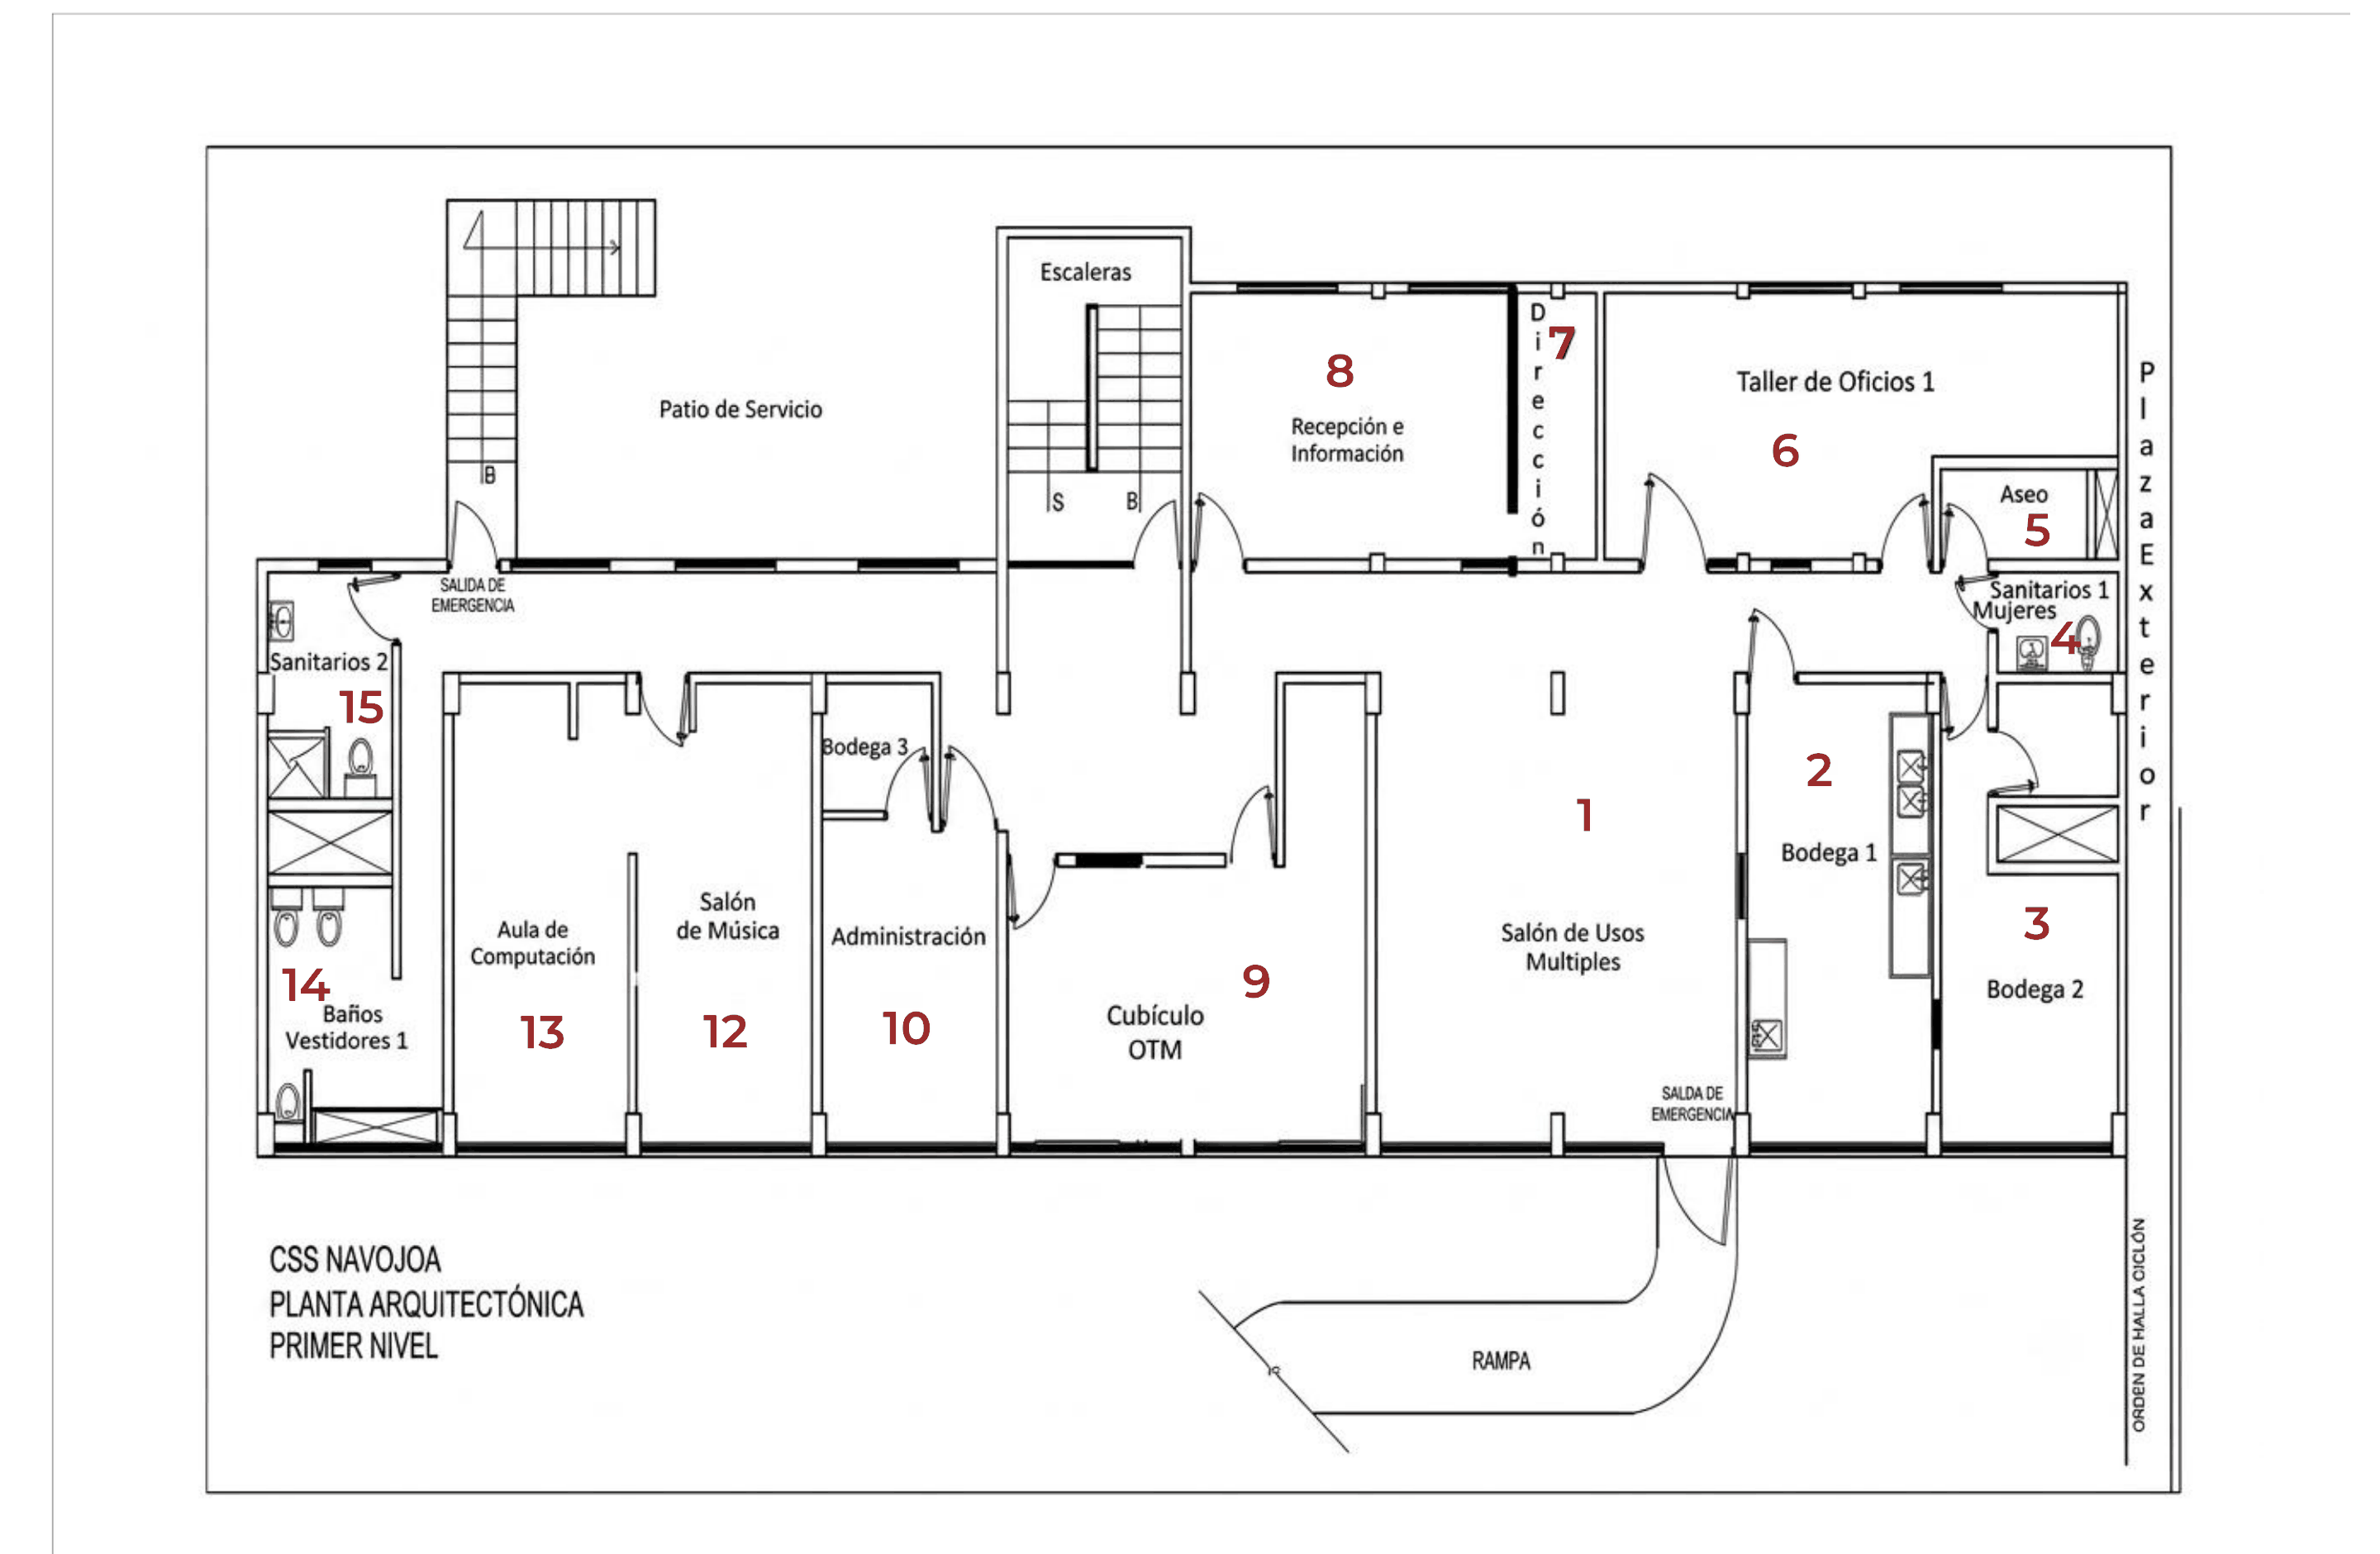 Escaleras
D
i
r
e
c
c
i
ó
n
7
8
Recepción e
Información
Taller de Oficios 1
6
P
l
a
z
a
E
x
t
e
r
i
o
r
Patio de Servicio
B
S
B
Aseo
5
SALIDA DE
EMERGENCIA
Sanitarios 1
Mujeres
4
Sanitarios 2
15
Bodega 3
2
1
Bodega 1
3
Salón
de Música
Aula de
Computación
Administración
Salón de Usos
Multiples
9
14
Bodega 2
Baños
Vestidores 1
13
12
10
Cubículo
OTM
SALDA DE
EMERGENCIA
CSS NAVOJOA
PLANTA ARQUITECTÓNICA
PRIMER NIVEL
RAMPA
ORDEN DE HALLA CICLÓN